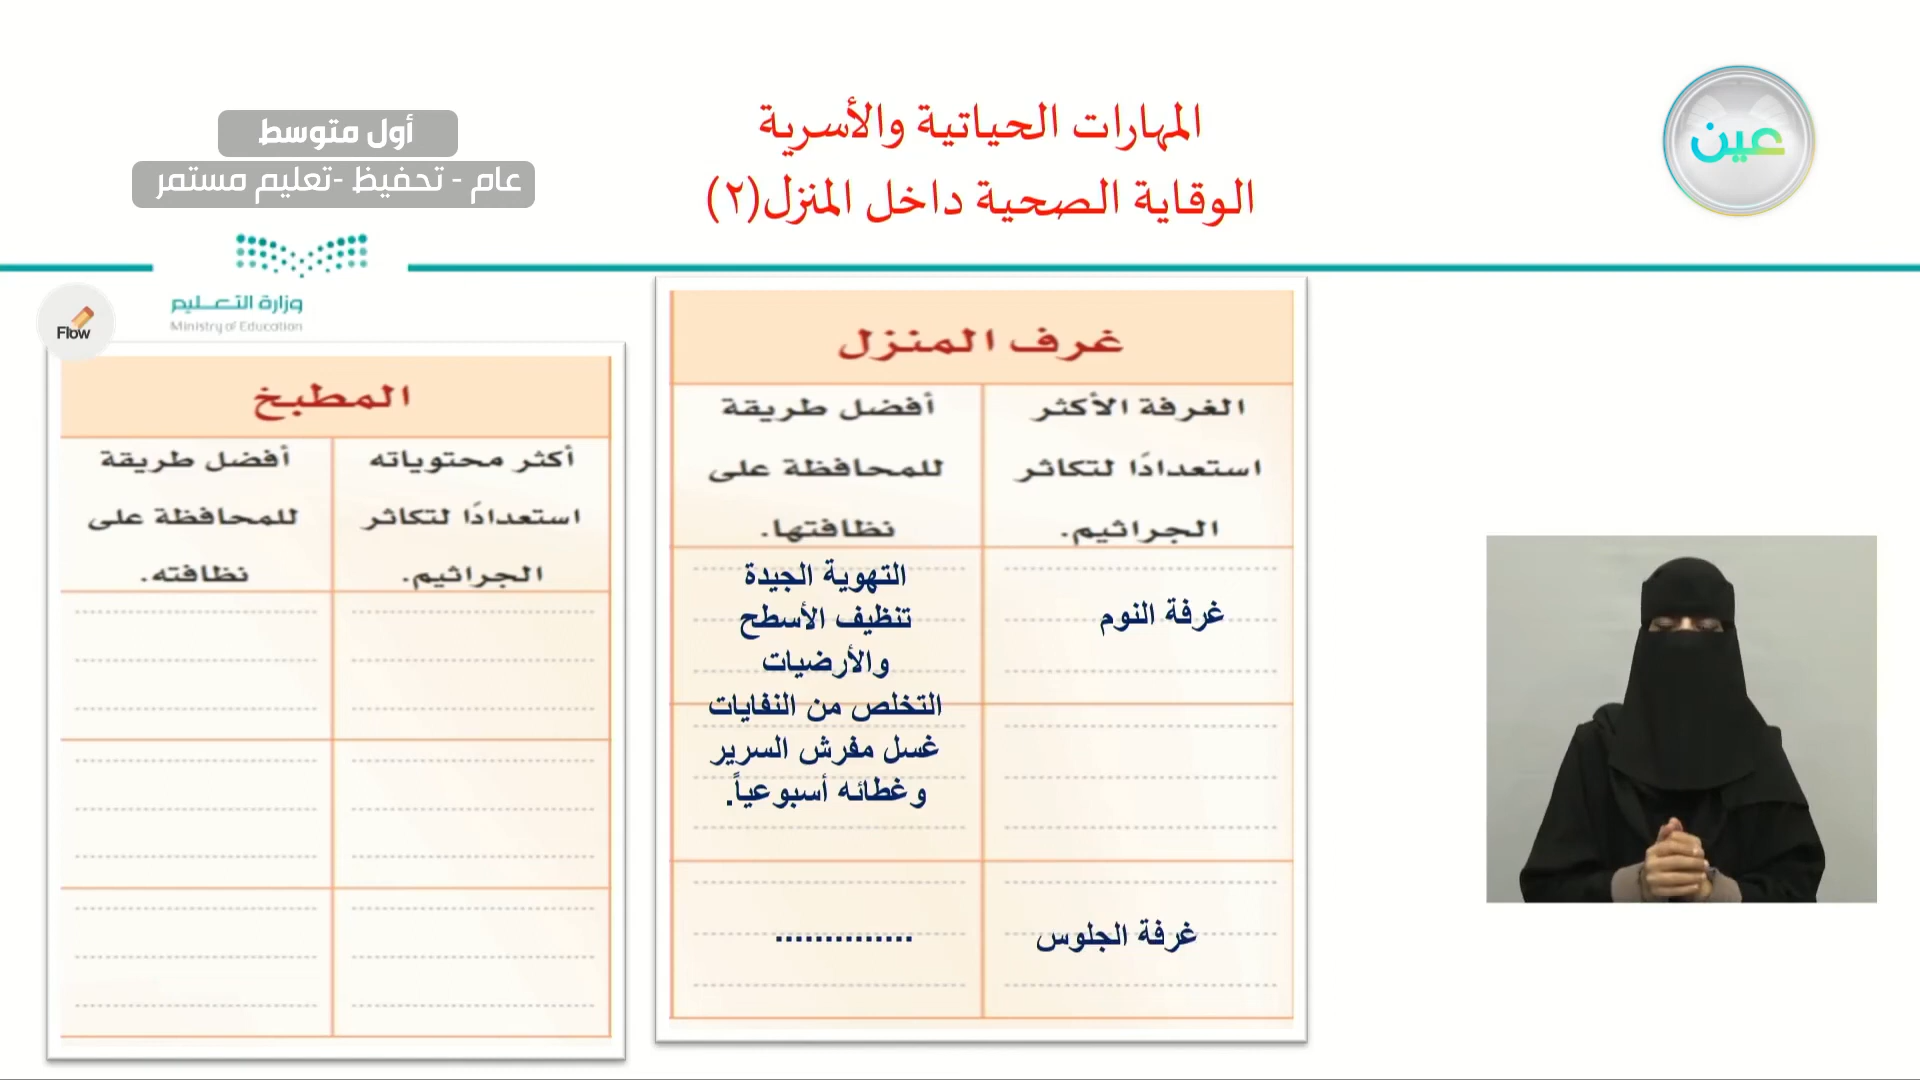 المهارات الحياتية والأسرية
الوقاية الصحية داخل المنزل(٢)
عين
أول متوسط
عام - تحفيظ -تعليم مستمر
وزارة التعليم
Ministry of Education
Flow
غرف المنزل
الغرفة الأكثر
استعدادًا لتكاثر
الجراثيم.
أفضل طريقة
للمحافظة على
نظافتها.
غرفة النوم
التهوية الجيدة
تنظيف الأسطح
والأرضيات
التخلص من النفايات
غسل مفرش السرير
وغطائه أسبوعياً.
غرفة الجلوس
..............
المطبخ
أكثر محتوياته
استعدادًا لتكاثر
الجراثيم.
أفضل طريقة
للمحافظة على
نظافته.